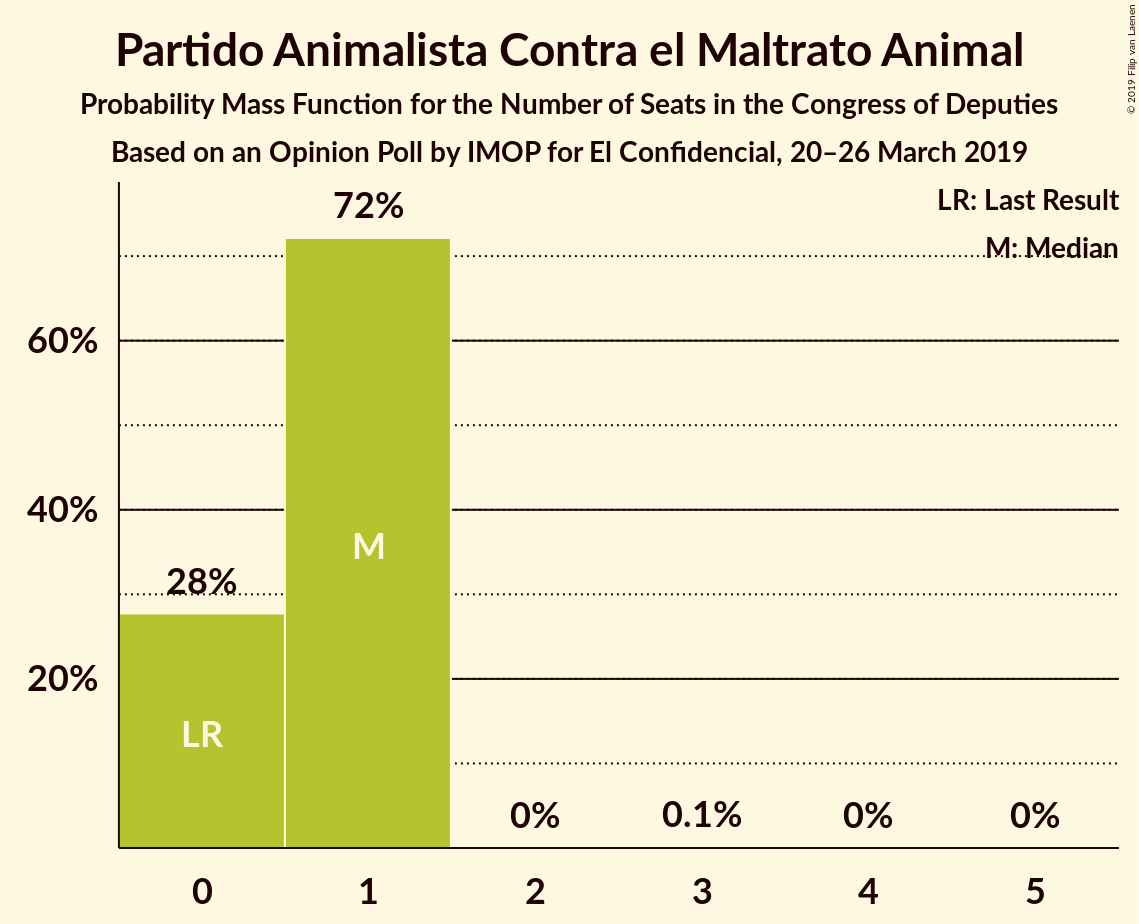 Partido Animalista Contra el Maltrato Animal
Probability Mass Function for the Number of Seats in the Congress of Deputies
Based on an Opinion Poll by IMOP for El Confidencial, 20–26 March 2019
© 2019 Filip van Laenen
LR: Last Result
M: Median
72%
60%
40%
28%
20%
M
LR
0%
0.1%
0%
0%
0
1
2
3
4
5